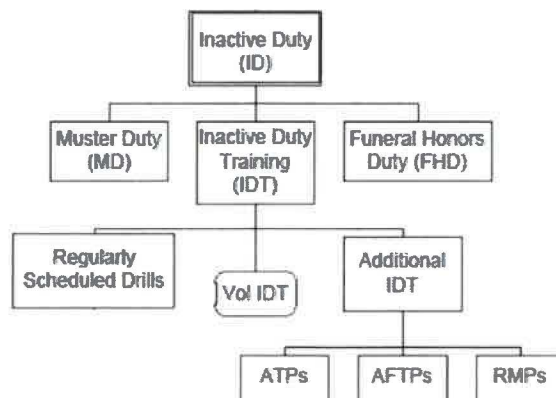 Inactive Duty
(ID)
Muster Duty
(MD)
Inactive Duty
Training
(IDT)
Funeral Honors
Duty (FHD)
Regularly
Scheduled Drills
Vol IDT
Additional
IDT
ATPs
AFTPs
RMPs